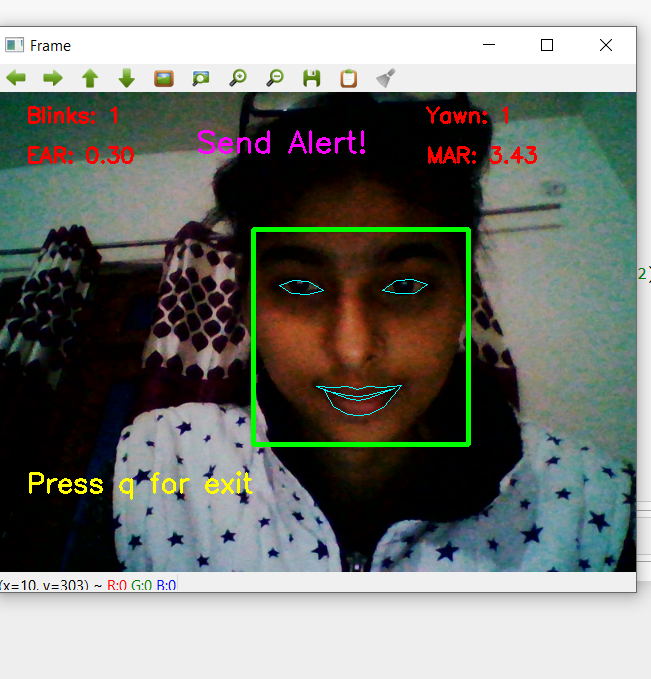 Frame
Blinks: 1
Yawn: 1
Send Alert!
EAR: 0.30
MAR: 3.43
2)
Press q for exit
(x=10, y=303) ~ R:0 G:0 B:0